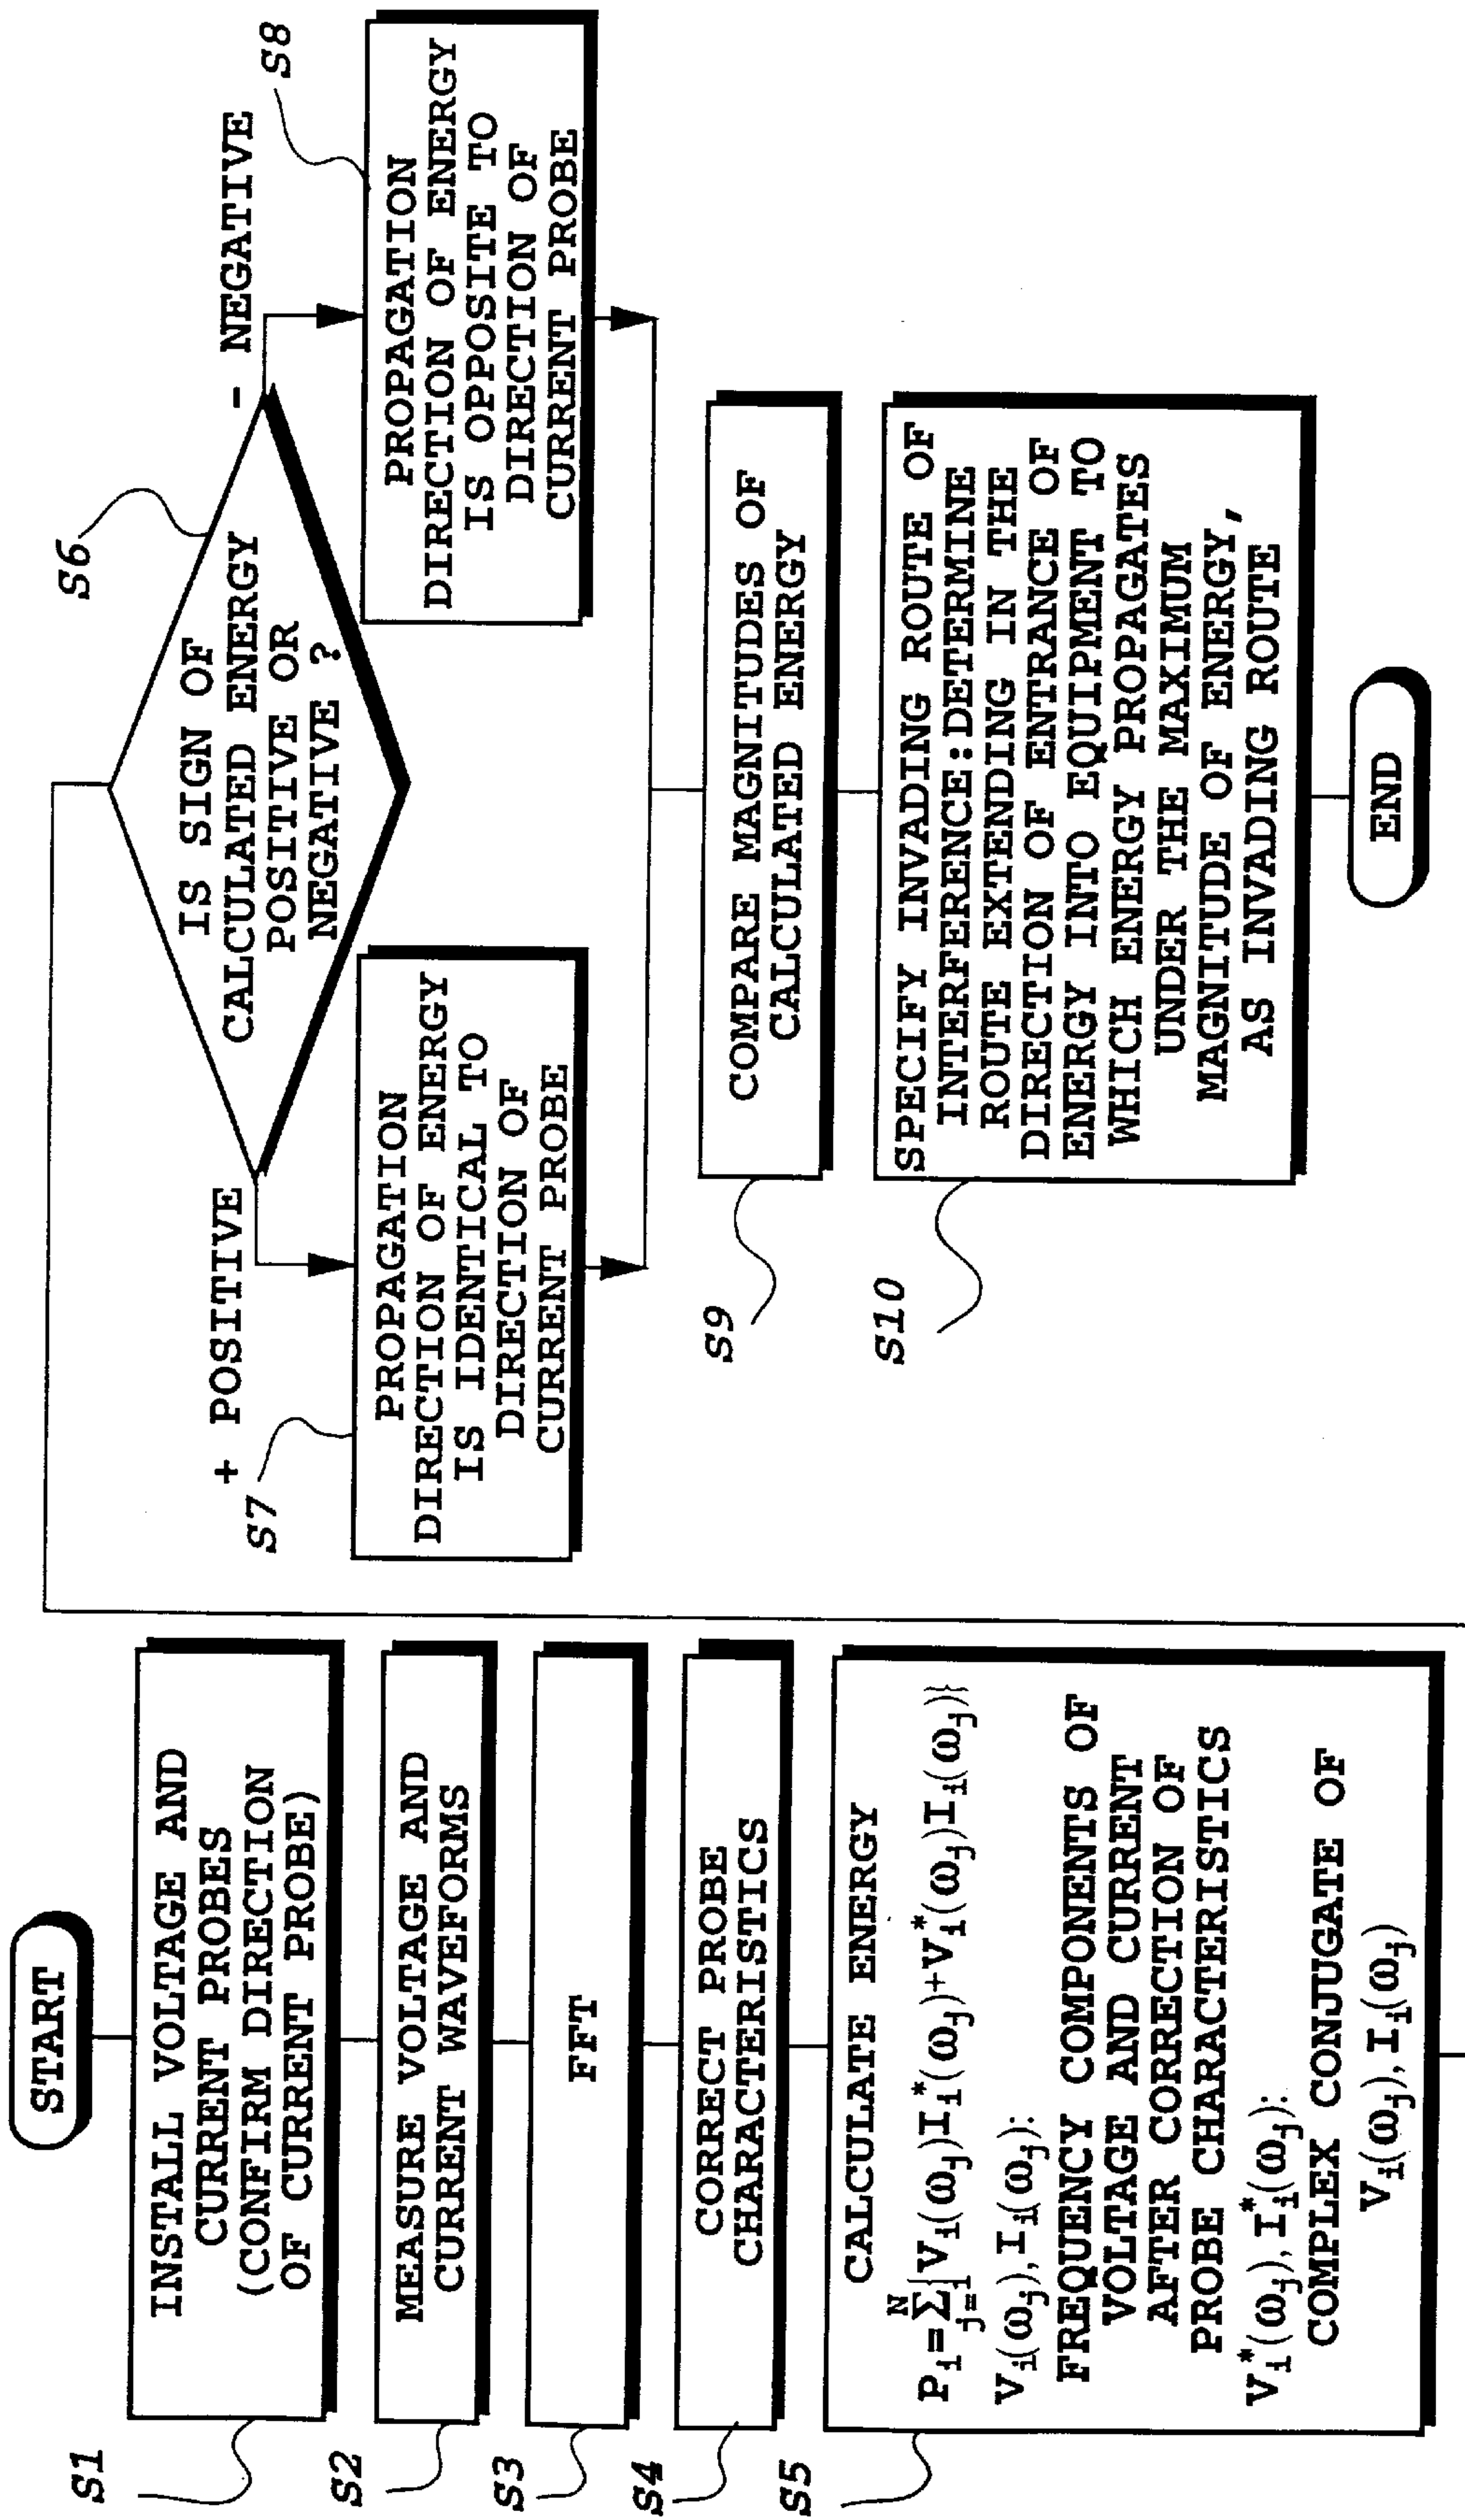 START
S1
INSTALL VOLTAGE AND
CURRENT PROBES
(CONFIRM DIRECTION
OF CURRENT PROBE)
S2
MEASURE VOLTAGE AND
CURRENT WAVEFORMS
S3
FFT
S4
CORRECT PROBE
CHARACTERISTICS
S5
CALCULATE ENERGY
P_i=∑_{j=1}^{N}{V_i(ω_j)I_i^*(ω_j)+V_i^*(ω_j)I_i(ω_j)}
V_i(ω_j),I_i(ω_j):
FREQUENCY COMPONENTS OF
VOLTAGE AND CURRENT
AFTER CORRECTION OF
PROBE CHARACTERISTICS
V_i^*(ω_j),I_i^*(ω_j):
COMPLEX CONJUGATE OF
V_i(ω_j),I_i(ω_j)
S6
IS SIGN OF
CALCULATED ENERGY
POSITIVE OR
NEGATIVE ?
+ POSITIVE
- NEGATIVE
S7
PROPAGATION
DIRECTION OF ENERGY
IS IDENTICAL TO
DIRECTION OF
CURRENT PROBE
S8
PROPAGATION
DIRECTION OF ENERGY
IS OPPOSITE TO
DIRECTION OF
CURRENT PROBE
S9
COMPARE MAGNITUDES OF
CALCULATED ENERGY
S10
SPECIFY INVADING ROUTE OF
INTERFERENCE:DETERMINE
ROUTE EXTENDING IN THE
DIRECTION OF ENTRANCE OF
ENERGY INTO EQUIPMENT TO
WHICH ENERGY PROPAGATES
UNDER THE MAXIMUM
MAGNITUDE OF ENERGY,
AS INVADING ROUTE
END